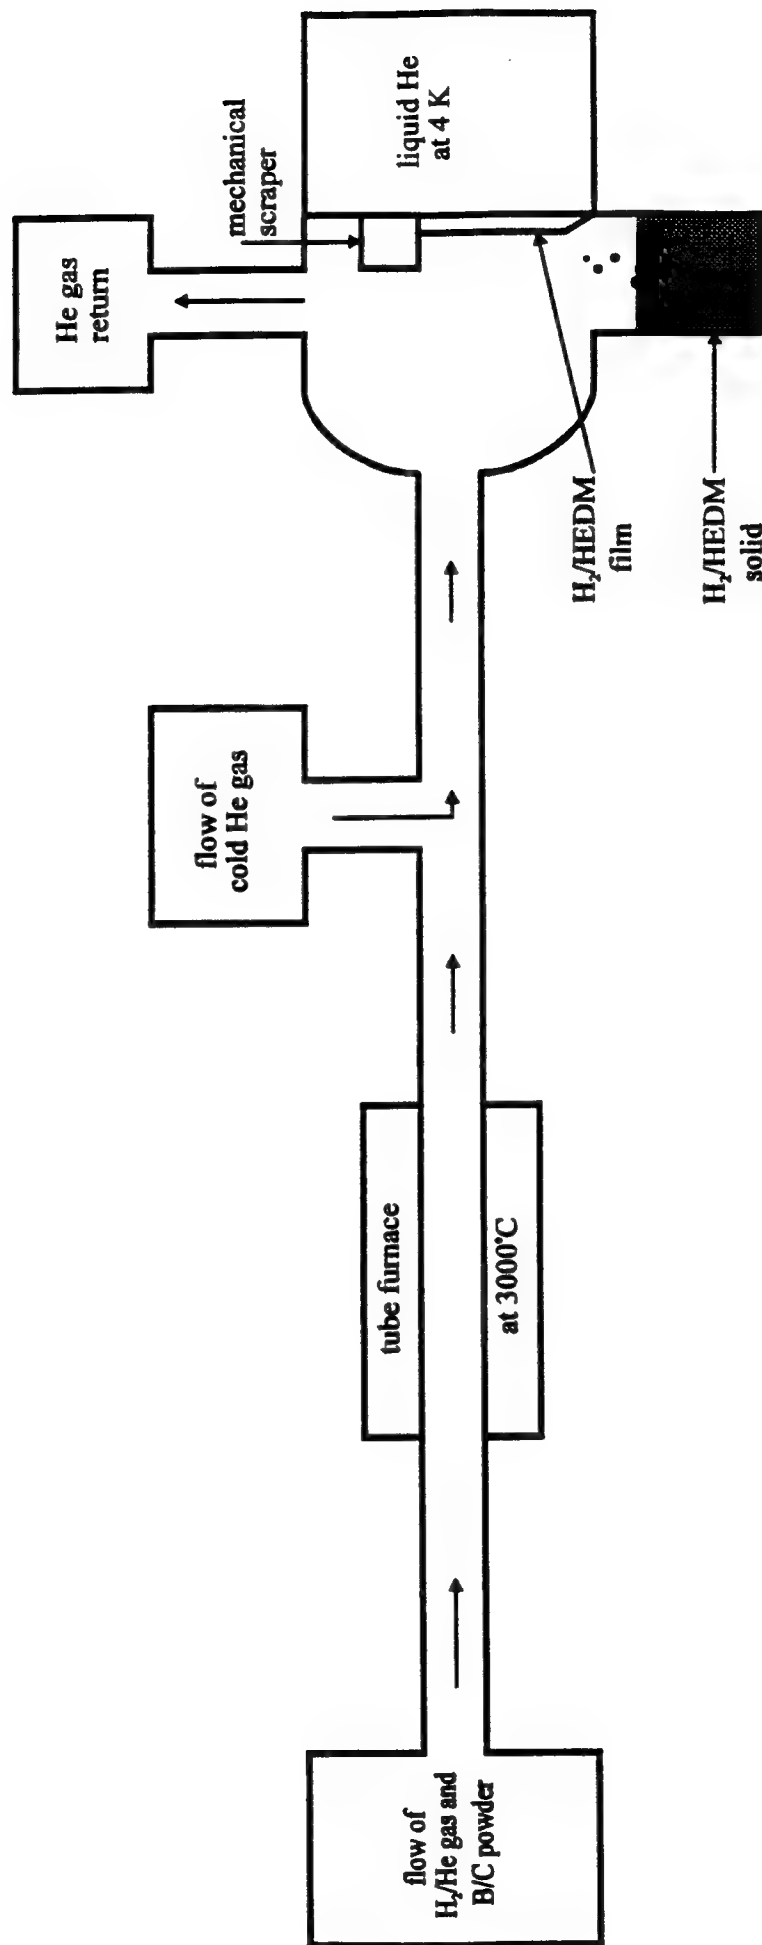 flow of
H₂/He gas and
B/C powder
tube furnace
at 3000°C
flow of
cold He gas
He gas
return
mechanical
scraper
liquid He
at 4 K
H₂/HEDM
film
H₂/HEDM
solid